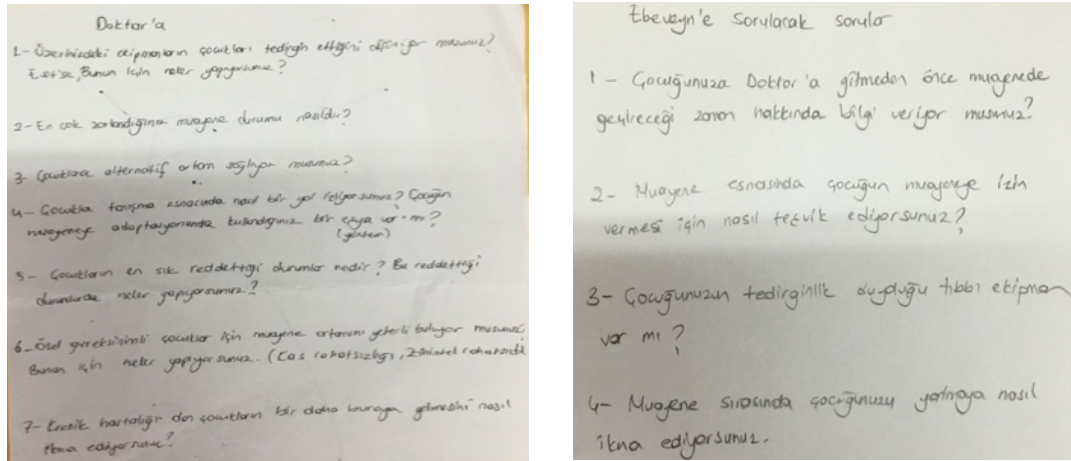 Doktor'a
1- Üzerinizdeki ekipmanların çocukları tedirgin ettiğini düşünüyor musunuz?
Ettiyse, Bunun için neler yapıyorsunuz?
2- En çok zorlandığınız muayene durumu nasıldır?
3- Çocuklara alternatif ortam sağlıyor musunuz?
4- Çocukla tanışma esnasında nasıl bir yol izliyorsunuz? Çocuğun
muayeneye adaptasyonunda kullandığınız bir eşya var-mı?
(yöntem)
5- Çocukların en sık reddettiği durumlar nedir? Bu reddettiği
durumlarda neler yapıyorsunuz?
6- Özel gereksinimli çocuklar için muayene ortamını yeterli buluyor musunuz?
Bunun için neler yapıyorsunuz. (Kas rahatsızlığı, Zihinsel rahatsızlık
7- Kronik hastalığı olan çocukların bir daha buraya gelmesini nasıl
ikna ediyorsunuz?
Ebeveyn'e sorulacak sorular
1- Çocuğunuza Doktor'a gitmeden önce muayenede
geçireceği zaman hakkında bilgi veriyor musunuz?
2- Muayene esnasında çocuğun muayeneye izin
vermesi için nasıl teşvik ediyorsunuz?
3- Çocuğunuzun tedirginlik duyduğu tıbbi ekipman
var mı?
4- Muayene sırasında çocuğunuzu yatmaya nasıl
ikna ediyorsunuz.